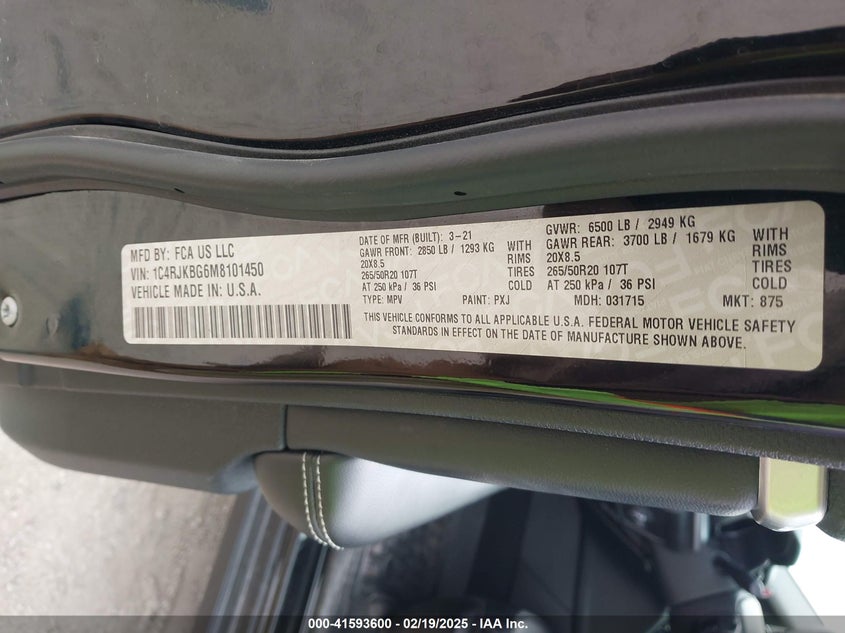 MFD BY: FCA US LLC
VIN: 1C4RJKBG6M8101450
VEHICLE MADE IN: U.S.A.
DATE OF MFR (BUILT): 3-21
GAWR FRONT: 2850 LB / 1293 KG WITH
20X8.5 RIMS
265/50R20 107T TIRES
AT 250 kPa / 36 PSI COLD
TYPE: MPV PAINT: PXJ
GVWR: 6500 LB / 2949 KG
GAWR REAR: 3700 LB / 1679 KG WITH
20X8.5 RIMS
265/50R20 107T TIRES
AT 250 kPa / 36 PSI COLD
MDH: 031715 MKT: 875
THIS VEHICLE CONFORMS TO ALL APPLICABLE U.S.A. FEDERAL MOTOR VEHICLE SAFETY
STANDARDS IN EFFECT ON THE DATE OF MANUFACTURE SHOWN ABOVE.
000-41593600 / 02/19/2025 - IAA Inc.